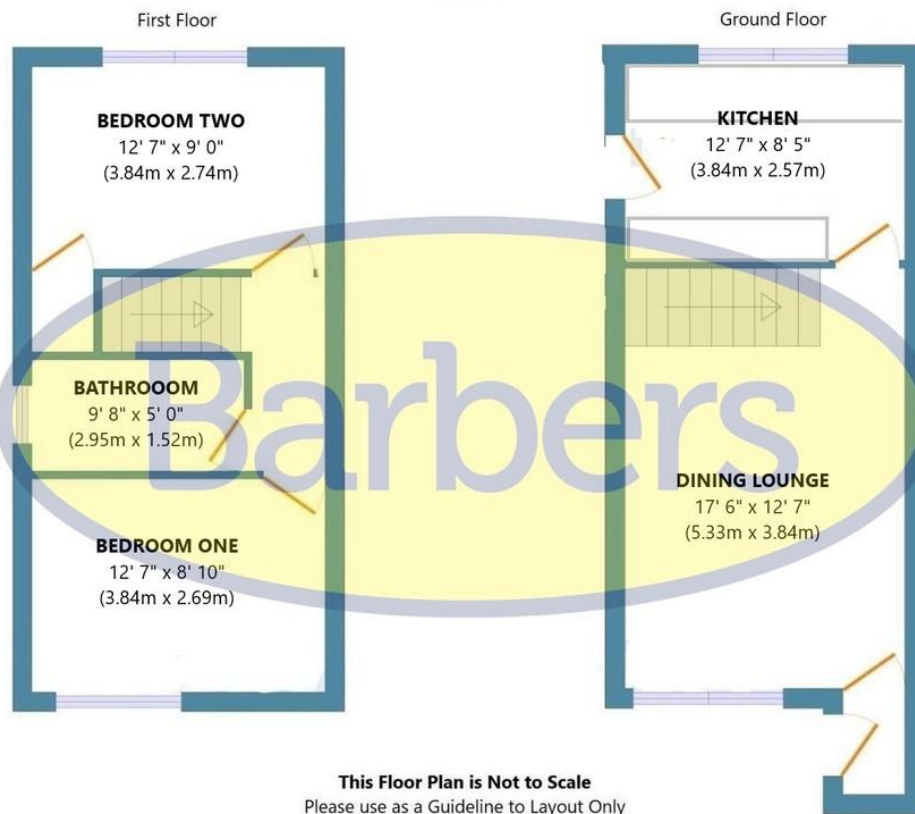 First Floor
BEDROOM TWO
12' 7" x 9' 0"
(3.84m x 2.74m)
BATHROOOM
9' 8" x 5' 0"
(2.95m x 1.52m)
BEDROOM ONE
12' 7" x 8' 10"
(3.84m x 2.69m)
Ground Floor
KITCHEN
12' 7" x 8' 5"
(3.84m x 2.57m)
DINING LOUNGE
17' 6" x 12' 7"
(5.33m x 3.84m)
Barbers
This Floor Plan is Not to Scale
Please use as a Guideline to Layout Only